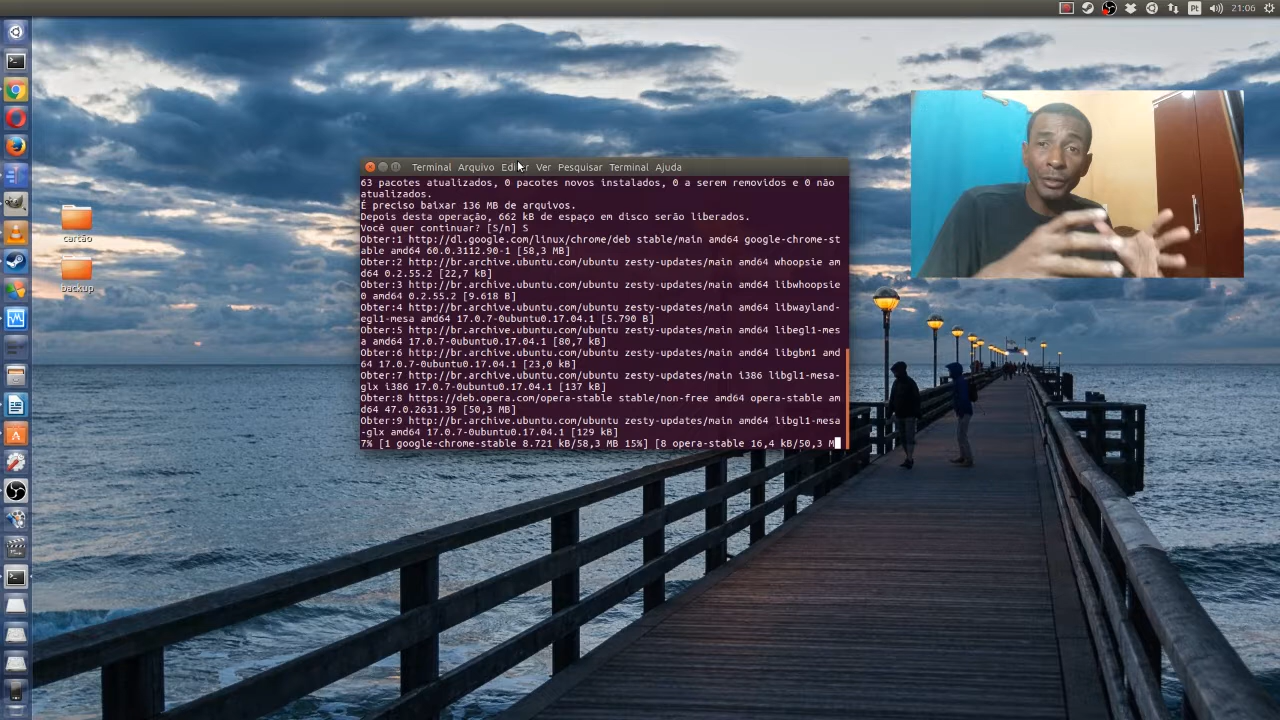 Pt
21:06
Terminal Arquivo Editar Ver Pesquisar Terminal Ajuda
63 pacotes atualizados, 0 pacotes novos instalados, 0 a serem removidos e 0 não
atualizados.
É preciso baixar 136 MB de arquivos.
Depois desta operação, 662 kB de espaço em disco serão liberados.
Você quer continuar? [S/n] S
Obter:1 http://dl.google.com/linux/chrome/deb stable/main amd64 google-chrome-st
able amd64 60.0.3112.90-1 [58,3 MB]
Obter:2 http://br.archive.ubuntu.com/ubuntu zesty-updates/main amd64 whoopsie am
d64 0.2.55.2 [22,7 kB]
Obter:3 http://br.archive.ubuntu.com/ubuntu zesty-updates/main amd64 libwhoopsie
0 amd64 0.2.55.2 [9.618 B]
Obter:4 http://br.archive.ubuntu.com/ubuntu zesty-updates/main amd64 libwayland-
egl1-mesa amd64 17.0.7-0ubuntu0.17.04.1 [5.790 B]
Obter:5 http://br.archive.ubuntu.com/ubuntu zesty-updates/main amd64 libegl1-mes
a amd64 17.0.7-0ubuntu0.17.04.1 [80,7 kB]
Obter:6 http://br.archive.ubuntu.com/ubuntu zesty-updates/main amd64 libgbm1 amd
64 17.0.7-0ubuntu0.17.04.1 [23,0 kB]
Obter:7 http://br.archive.ubuntu.com/ubuntu zesty-updates/main i386 libgl1-mesa-
glx i386 17.0.7-0ubuntu0.17.04.1 [137 kB]
Obter:8 https://deb.opera.com/opera-stable stable/non-free amd64 opera-stable am
d64 47.0.2631.39 [50,3 MB]
Obter:9 http://br.archive.ubuntu.com/ubuntu zesty-updates/main amd64 libgl1-mesa
-glx amd64 17.0.7-0ubuntu0.17.04.1 [129 kB]
7% [1 google-chrome-stable 8.721 kB/58,3 MB 15%] [8 opera-stable 16,4 kB/50,3 M
cartão
backup